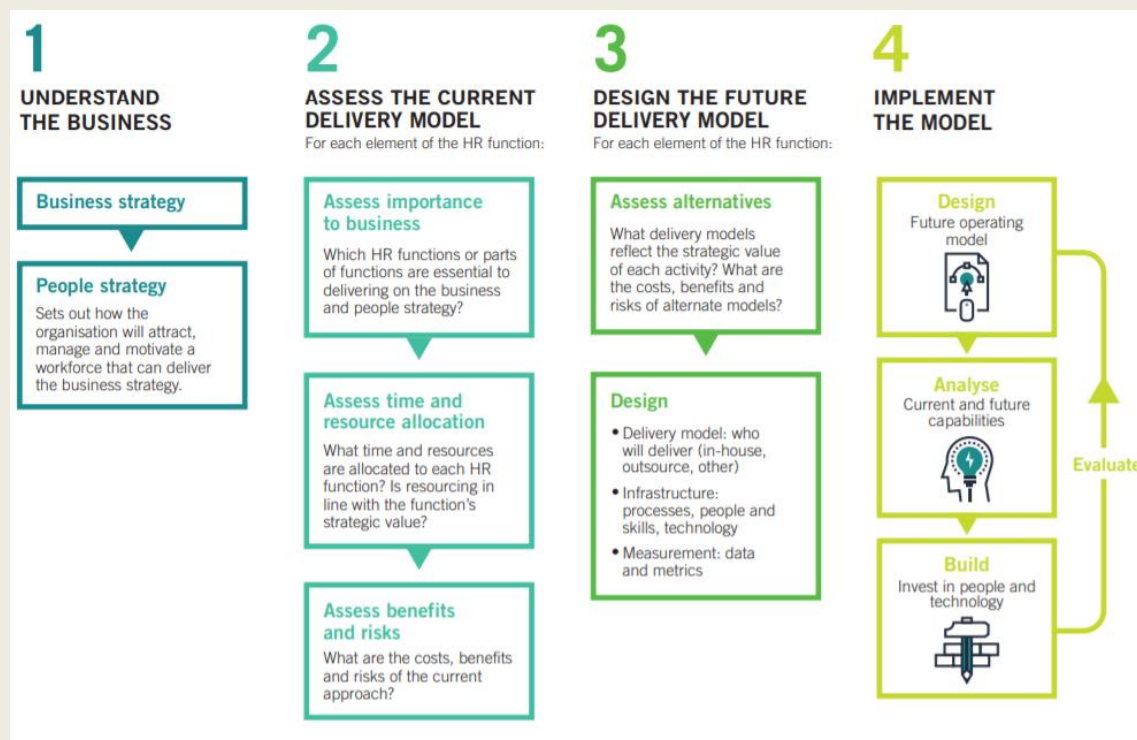 1
UNDERSTAND
THE BUSINESS
Business strategy
People strategy
Sets out how the
organisation will attract,
manage and motivate a
workforce that can deliver
the business strategy.
2
ASSESS THE CURRENT
DELIVERY MODEL
For each element of the HR function:
Assess importance
to business
Which HR functions or parts
of functions are essential to
delivering on the business
and people strategy?
Assess time and
resource allocation
What time and resources
are allocated to each HR
function? Is resourcing in
line with the function's
strategic value?
Assess benefits
and risks
What are the costs, benefits
and risks of the current
approach?
3
DESIGN THE FUTURE
DELIVERY MODEL
For each element of the HR function:
Assess alternatives
What delivery models
reflect the strategic value
of each activity? What are
the costs, benefits and
risks of alternate models?
Design
• Delivery model: who
will deliver (in-house,
outsource, other)
• Infrastructure:
processes, people and
skills, technology
• Measurement: data
and metrics
4
IMPLEMENT
THE MODEL
Design
Future operating
model
Analyse
Current and future
capabilities
Build
Invest in people and
technology
Evaluate